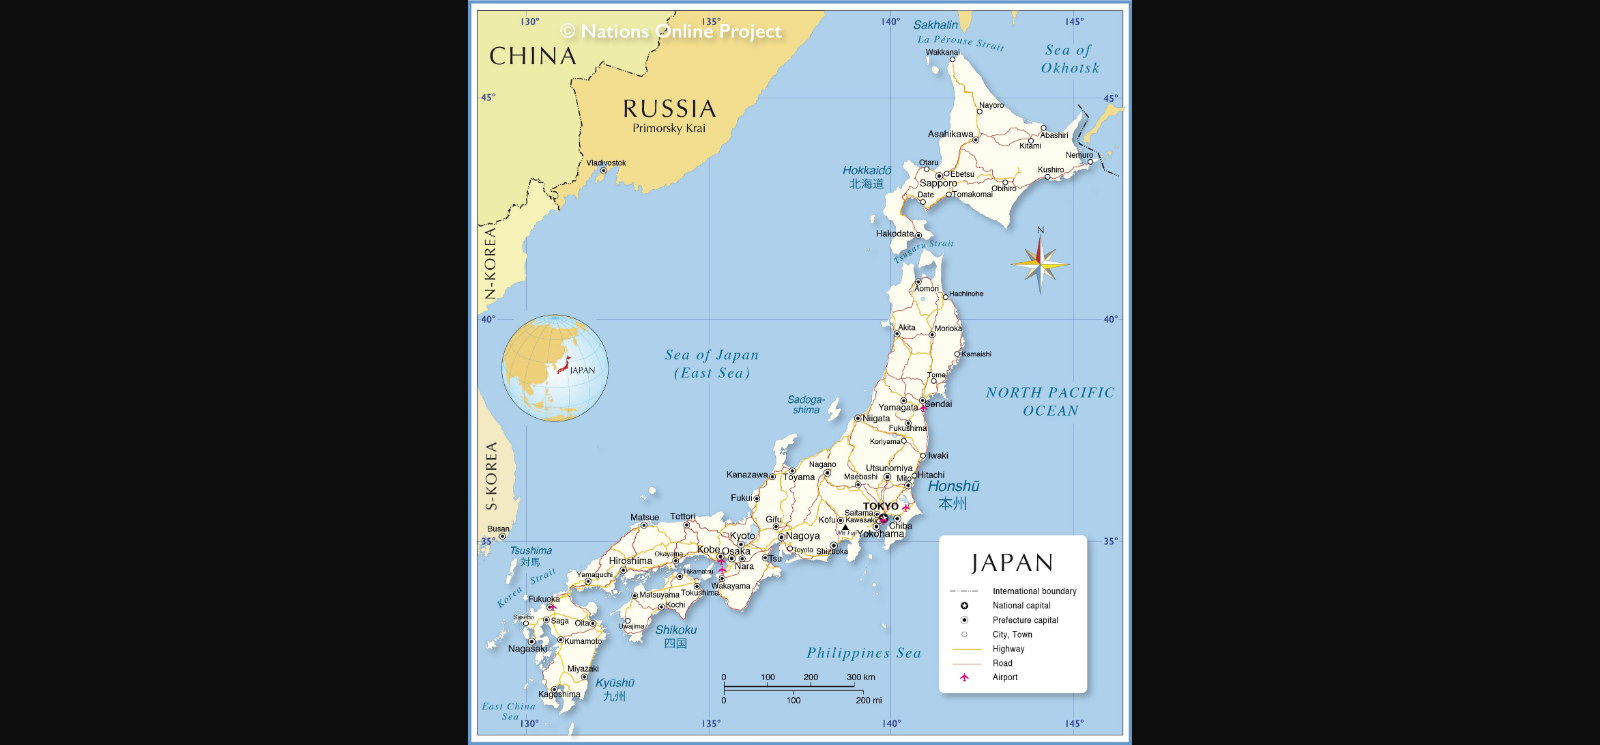 130°
135°
140°
145°
© Nations Online Project
CHINA
RUSSIA
Primorsky Krai
Sakhalin
La Pérouse Strait
Wakkanai
Sea of
Okhotsk
45°
45°
Nayoro
Asahikawa
Abashiri
Kitami
Nemuro
Vladivostok
Hokkaidō
北海道
Otaru
Ebetsu
Sapporo
Kushiro
Obihiro
Date
Tomakomai
N-KOREA
Hakodate
Tsugaru Strait
N
Aomori
Hachinohe
40°
40°
Akita
Morioka
JAPAN
Sea of Japan
(East Sea)
Kamaishi
Tome
NORTH PACIFIC
OCEAN
Sadoga-
shima
Yamagata
Sendai
Niigata
Fukushima
Koriyama
S-KOREA
Iwaki
Kanazawa
Toyama
Nagano
Utsunomiya
Maebashi
Mito
Hitachi
Honshū
本州
Fukui
TOKYO
Saitama
Kawasaki
Kofu
Chiba
Mt Fuji
Yokohama
Matsue
Tottori
Gifu
Kyoto
Nagoya
Busan
35°
35°
Tsushima
対馬
Korea Strait
Hiroshima
Okayama
Kobe
Osaka
Toyota
Shizuoka
Nara
Tsu
Yamaguchi
Takamatsu
Wakayama
Matsuyama
Tokushima
Kochi
Fukuoka
Saga
Oita
Uwajima
Shikoku
四国
Nagasaki
Kumamoto
Philippines Sea
Miyazaki
Kyūshū
九州
Kagoshima
East China
Sea
0 100 200 300 km
0 100 200 mi
JAPAN
International boundary
National capital
Prefecture capital
City, Town
Highway
Road
Airport
130°
135°
140°
145°